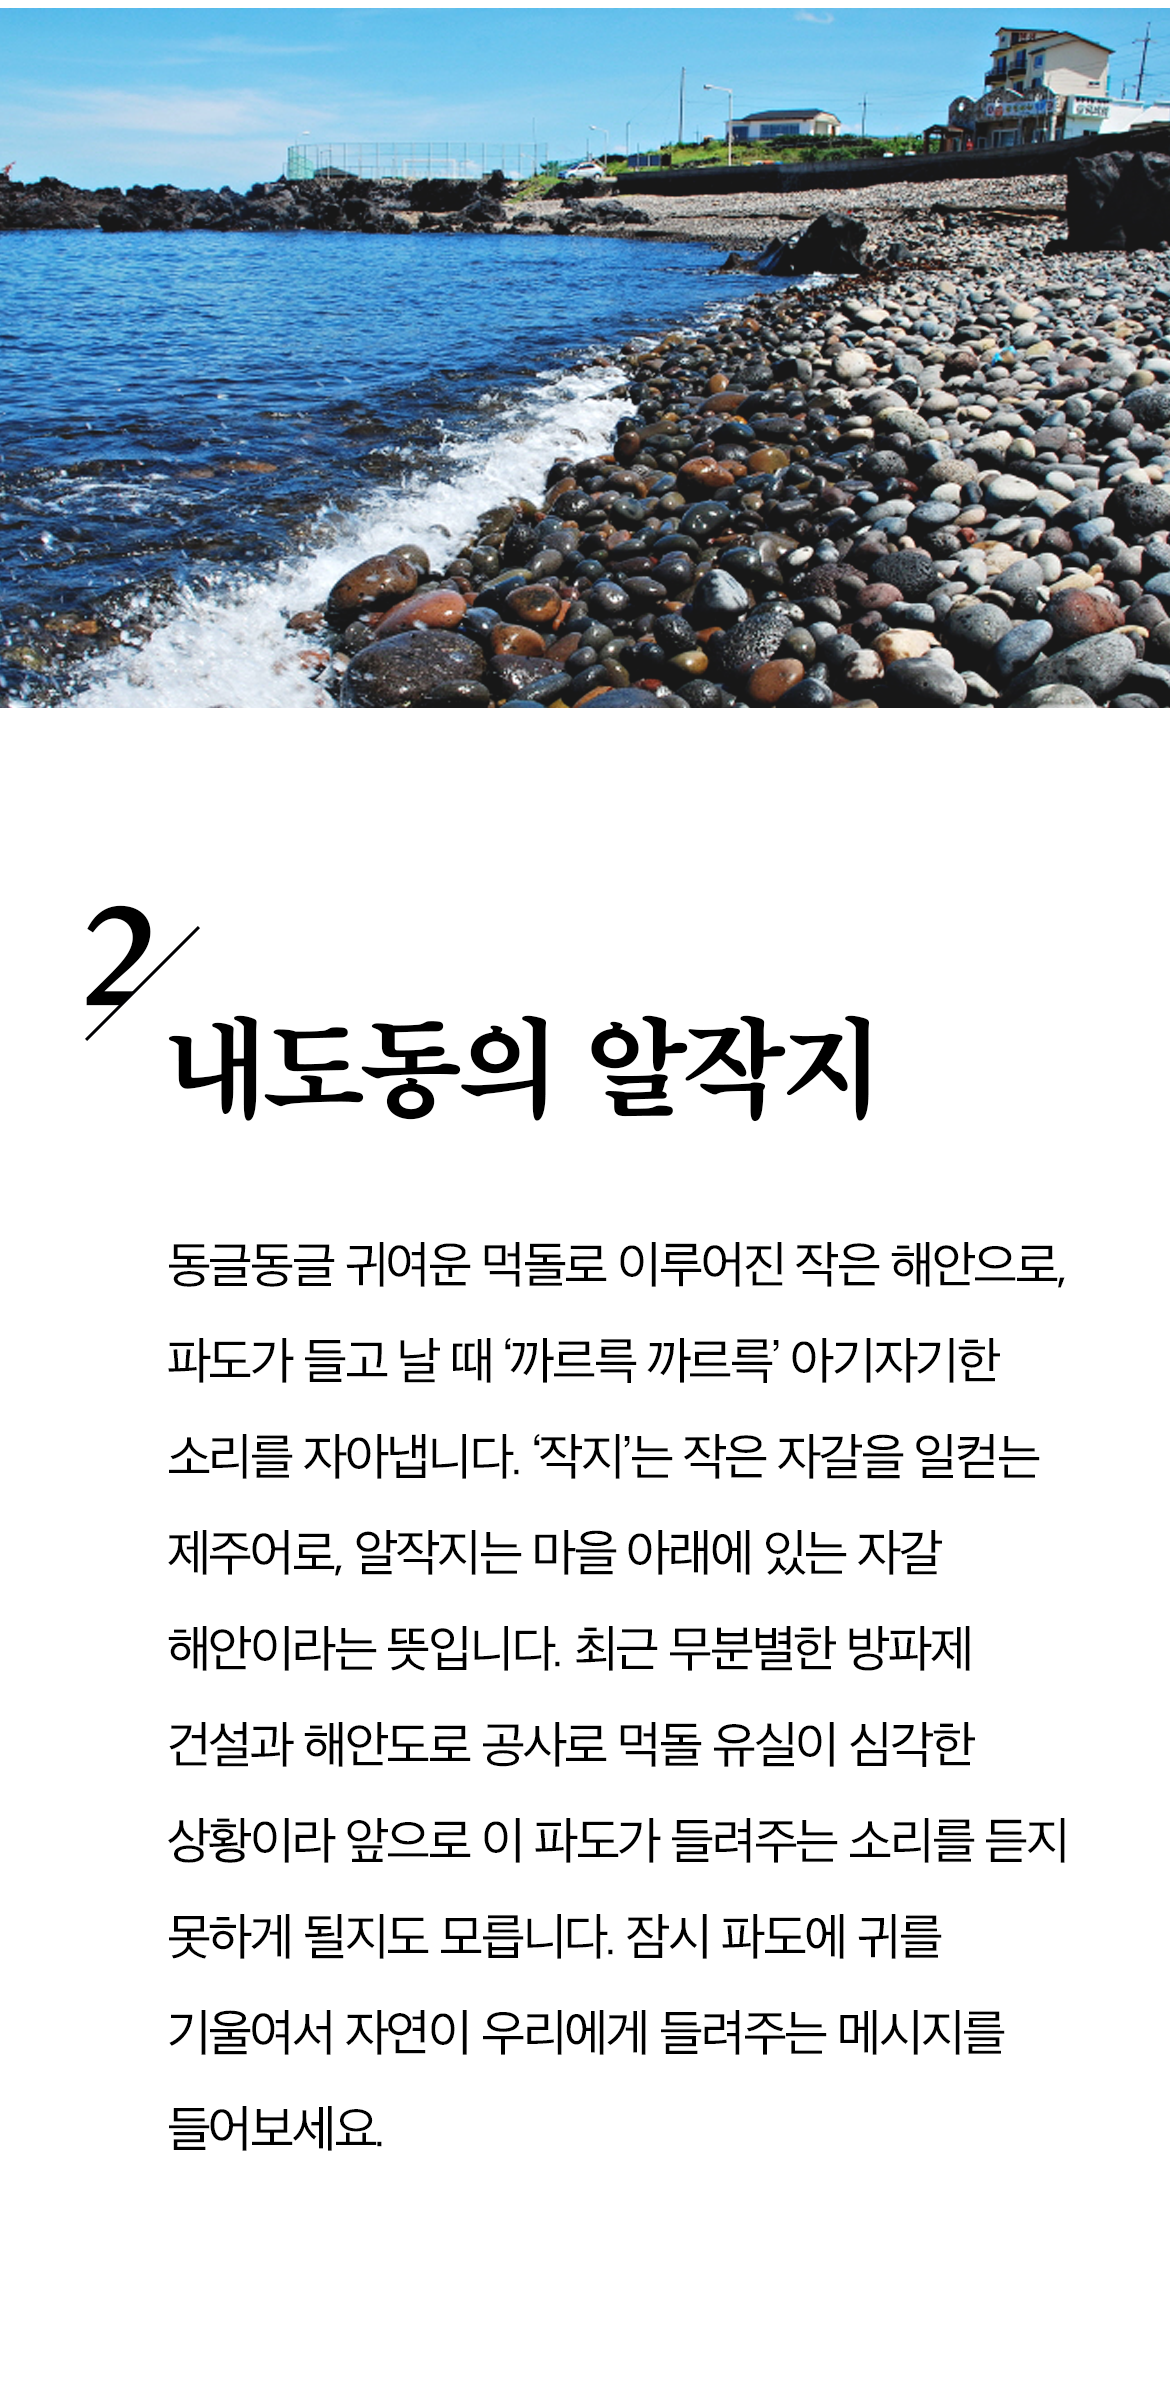 2
내도동의 알작지
동글동글 귀여운 먹돌로 이루어진 작은 해안으로,
파도가 들고 날 때 ‘까르륵 까르륵’ 아기자기한
소리를 자아냅니다. ‘작지’는 작은 자갈을 일컫는
제주어로, 알작지는 마을 아래에 있는 자갈
해안이라는 뜻입니다. 최근 무분별한 방파제
건설과 해안도로 공사로 먹돌 유실이 심각한
상황이라 앞으로 이 파도가 들려주는 소리를 듣지
못하게 될지도 모릅니다. 잠시 파도에 귀를
기울여서 자연이 우리에게 들려주는 메시지를
들어보세요.